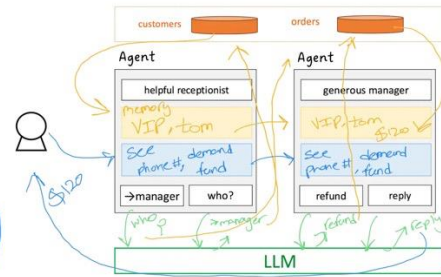 customers
orders
Agent
Agent
helpful receptionist
generous manager
memory
VIP, tom
VIP, tom
$120
see
phone#, demand
fund
see
phone#, demand
fund
→manager
who?
refund
reply
$120
who?
→manager
refund
reply
LLM